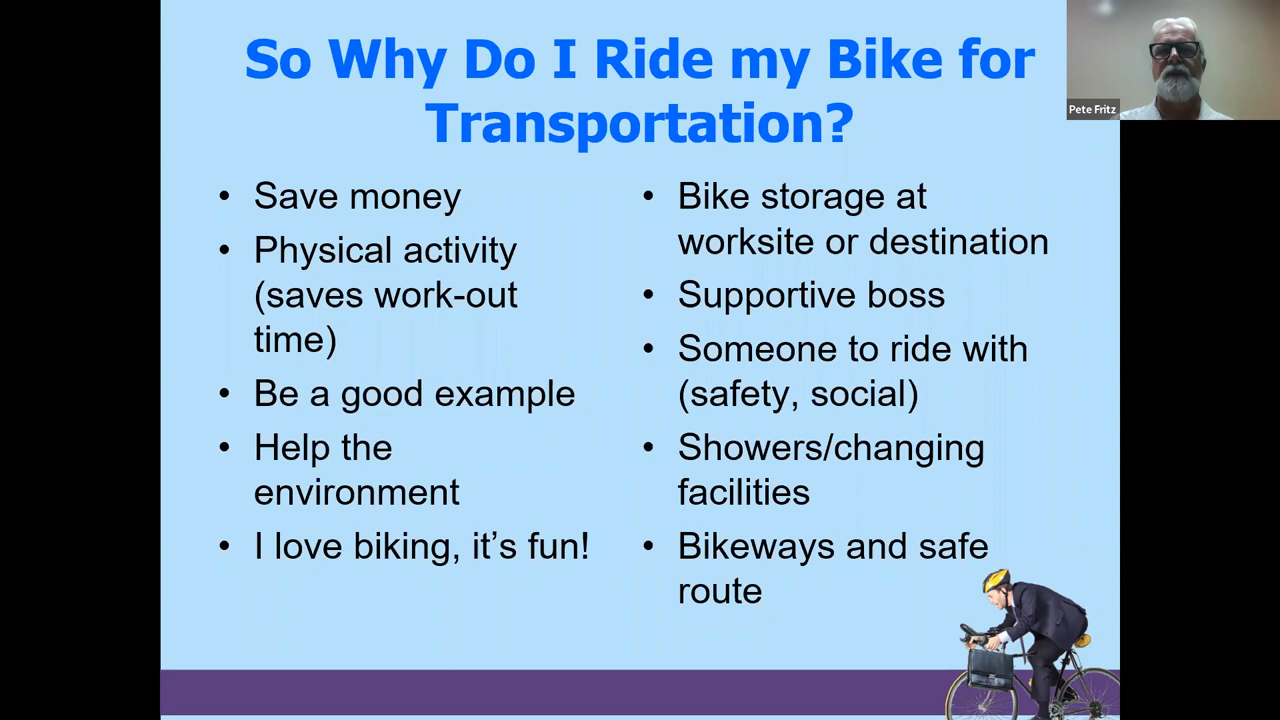 So Why Do I Ride my Bike for
Transportation?
• Save money
• Physical activity
(saves work-out
time)
• Be a good example
• Help the
environment
• I love biking, it’s fun!
• Bike storage at
worksite or destination
• Supportive boss
• Someone to ride with
(safety, social)
• Showers/changing
facilities
• Bikeways and safe
route
Pete Fritz